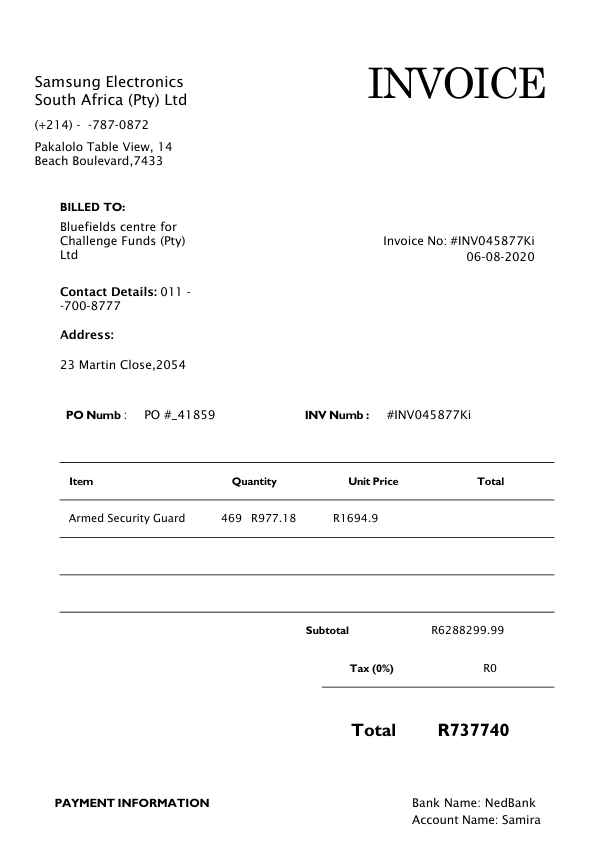 Samsung Electronics
South Africa (Pty) Ltd
INVOICE
(+214) - -787-0872
Pakalolo Table View, 14
Beach Boulevard,7433
BILLED TO:
Bluefields centre for
Challenge Funds (Pty)
Ltd
Invoice No: #INV045877Ki
06-08-2020
Contact Details: 011 -
-700-8777
Address:
23 Martin Close,2054
PO Numb : PO #_41859 INV Numb : #INV045877Ki
Item Quantity Unit Price Total
Armed Security Guard 469 R977.18 R1694.9
Subtotal R6288299.99
Tax (0%) R0
Total R737740
PAYMENT INFORMATION Bank Name: NedBank
Account Name: Samira